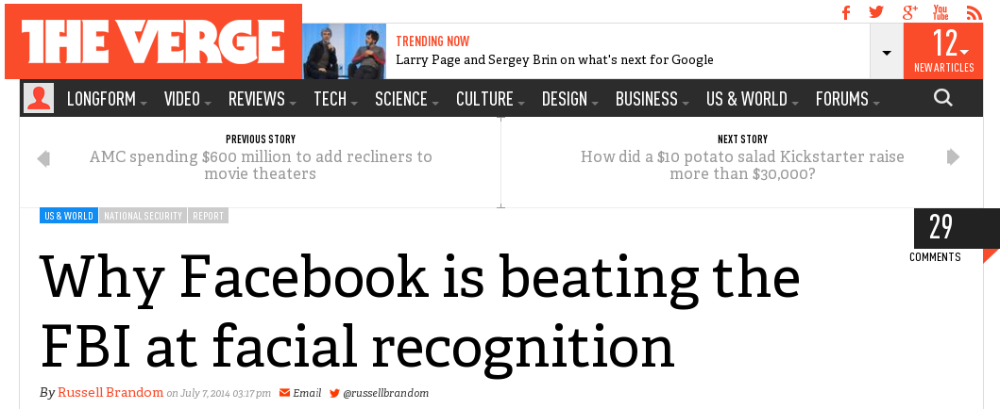 THE VERGE
You
Tube
TRENDING NOW
Larry Page and Sergey Brin on what's next for Google
12
NEW ARTICLES
LONGFORM VIDEO REVIEWS TECH SCIENCE CULTURE DESIGN BUSINESS US & WORLD FORUMS
PREVIOUS STORY
AMC spending $600 million to add recliners to
movie theaters
NEXT STORY
How did a $10 potato salad Kickstarter raise
more than $30,000?
US & WORLD NATIONAL SECURITY REPORT
29
COMMENTS
Why Facebook is beating the
FBI at facial recognition
By Russell Brandom on July 7, 2014 03:17 pm Email @russellbrandom